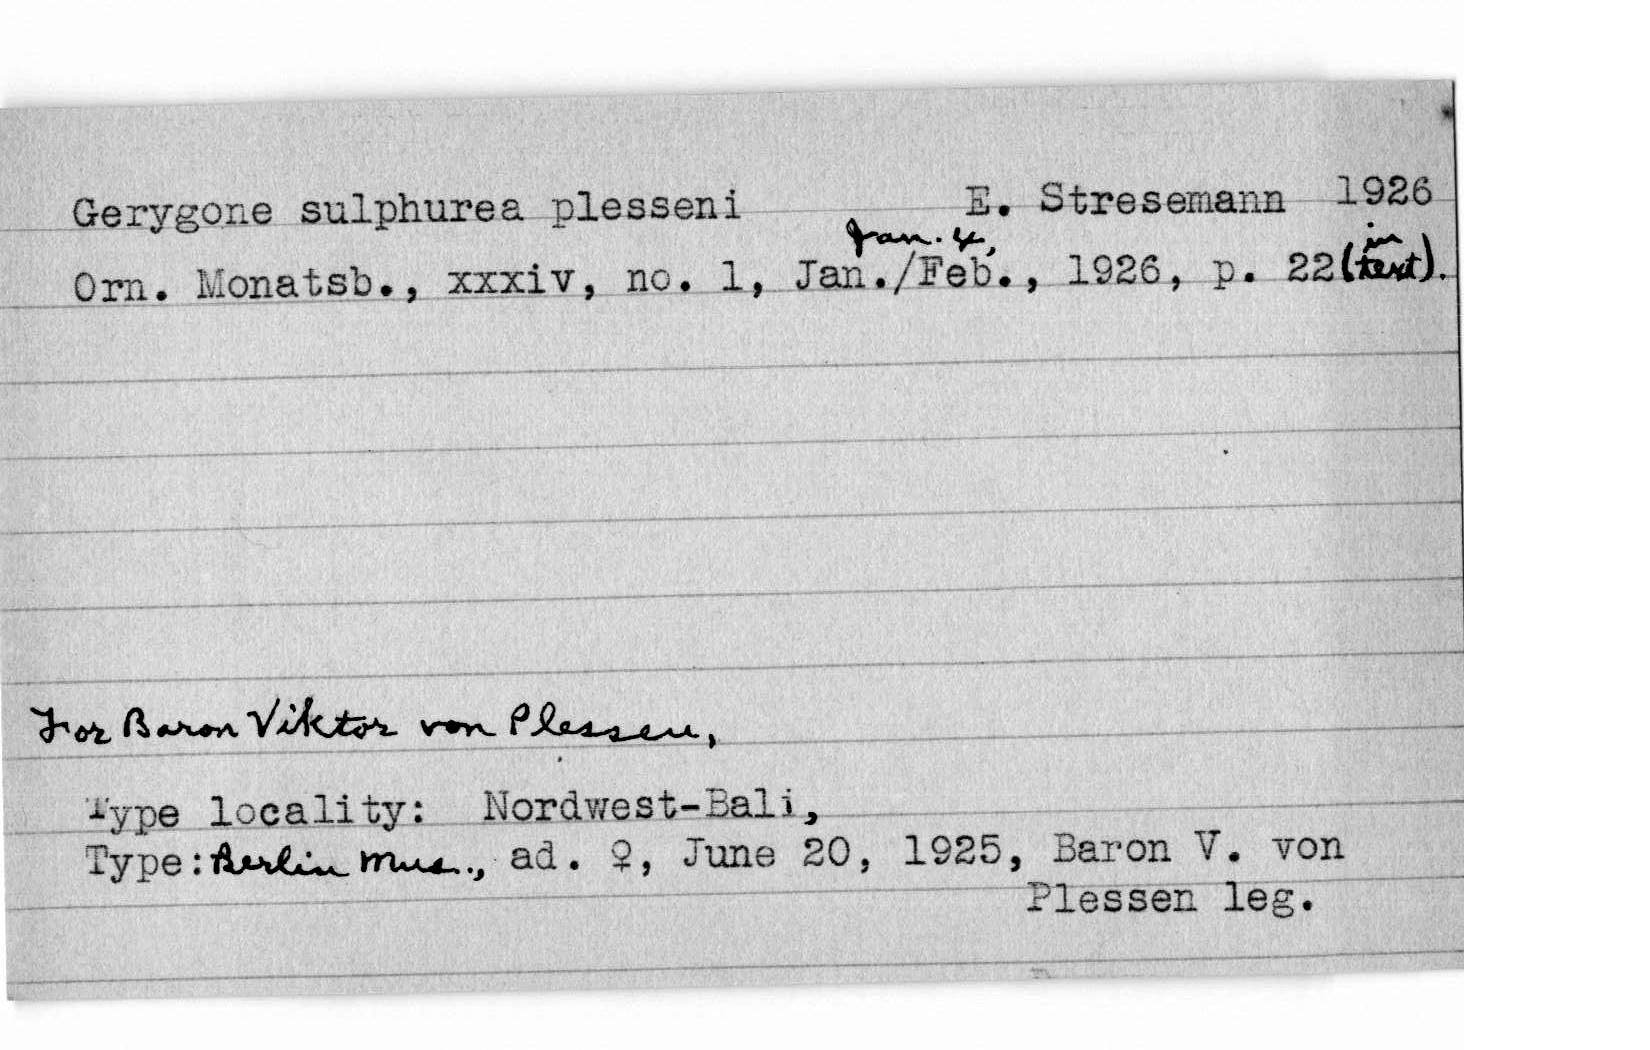 Gerygone sulphurea plesseni E. Stresemann 1926
Jan. 4, in
Orn. Monatsb., xxxiv, no. 1, Jan./Feb., 1926, p. 22 (text).
For Baron Viktor von Plessen,
Type locality: Nordwest-Bali,
Type: Berlin Mus., ad. ♀, June 20, 1925, Baron V. von
Plessen leg.